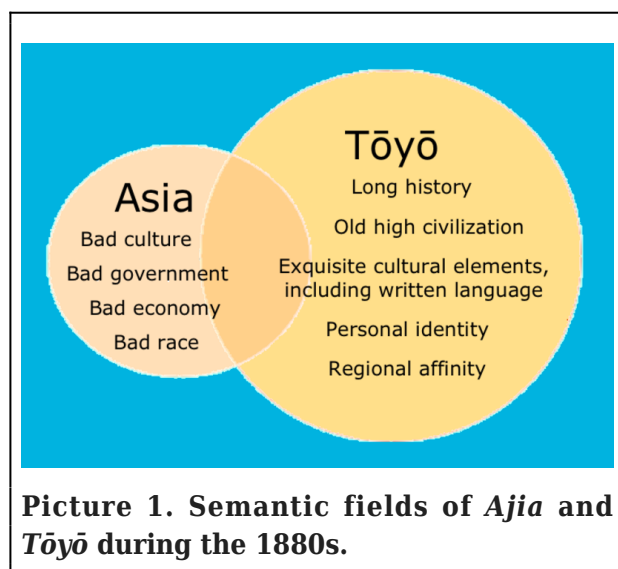 Asia
Bad culture
Bad government
Bad economy
Bad race
Tōyō
Long history
Old high civilization
Exquisite cultural elements,
including written language
Personal identity
Regional affinity
Picture 1. Semantic fields of Ajia and
Tōyō during the 1880s.